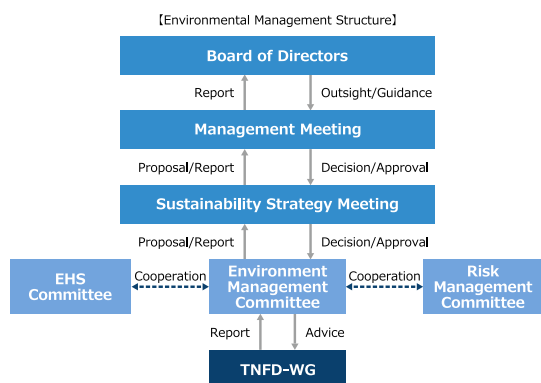 【Environmental Management Structure】
Board of Directors
Report
Outsight/Guidance
Management Meeting
Proposal/Report
Decision/Approval
Sustainability Strategy Meeting
Proposal/Report
Decision/Approval
EHS
Committee
Cooperation
Environment
Management
Committee
Cooperation
Risk
Management
Committee
Report
Advice
TNFD-WG